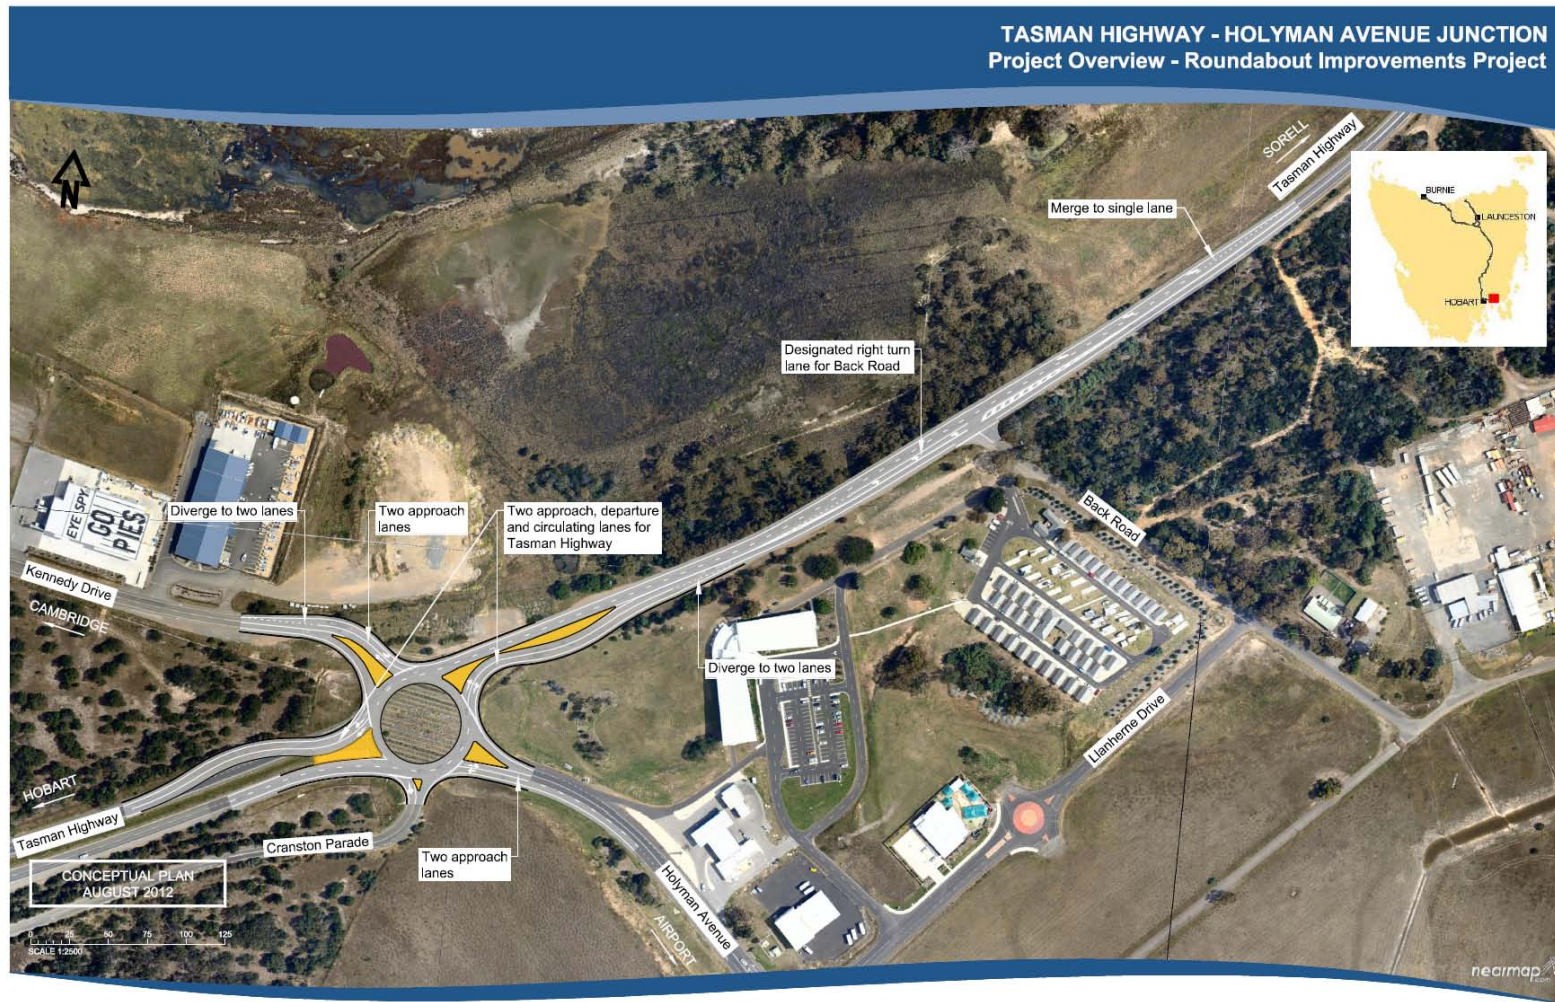 TASMAN HIGHWAY - HOLYMAN AVENUE JUNCTION
Project Overview - Roundabout Improvements Project
N
SORELL
Tasman Highway
Merge to single lane
BURNIE
LAUNCESTON
HOBART
Designated right turn
lane for Back Road
EYE SPY
GO
PIES
Diverge to two lanes
Two approach
lanes
Two approach, departure
and circulating lanes for
Tasman Highway
Back Road
Kennedy Drive
CAMBRIDGE
Diverge to two lanes
Llanherne Drive
HOBART
Tasman Highway
Cranston Parade
Two approach
lanes
Holyman Avenue
AIRPORT
CONCEPTUAL PLAN
AUGUST 2012
0 25 50 75 100 125
SCALE 1:2500
nearmap
.com